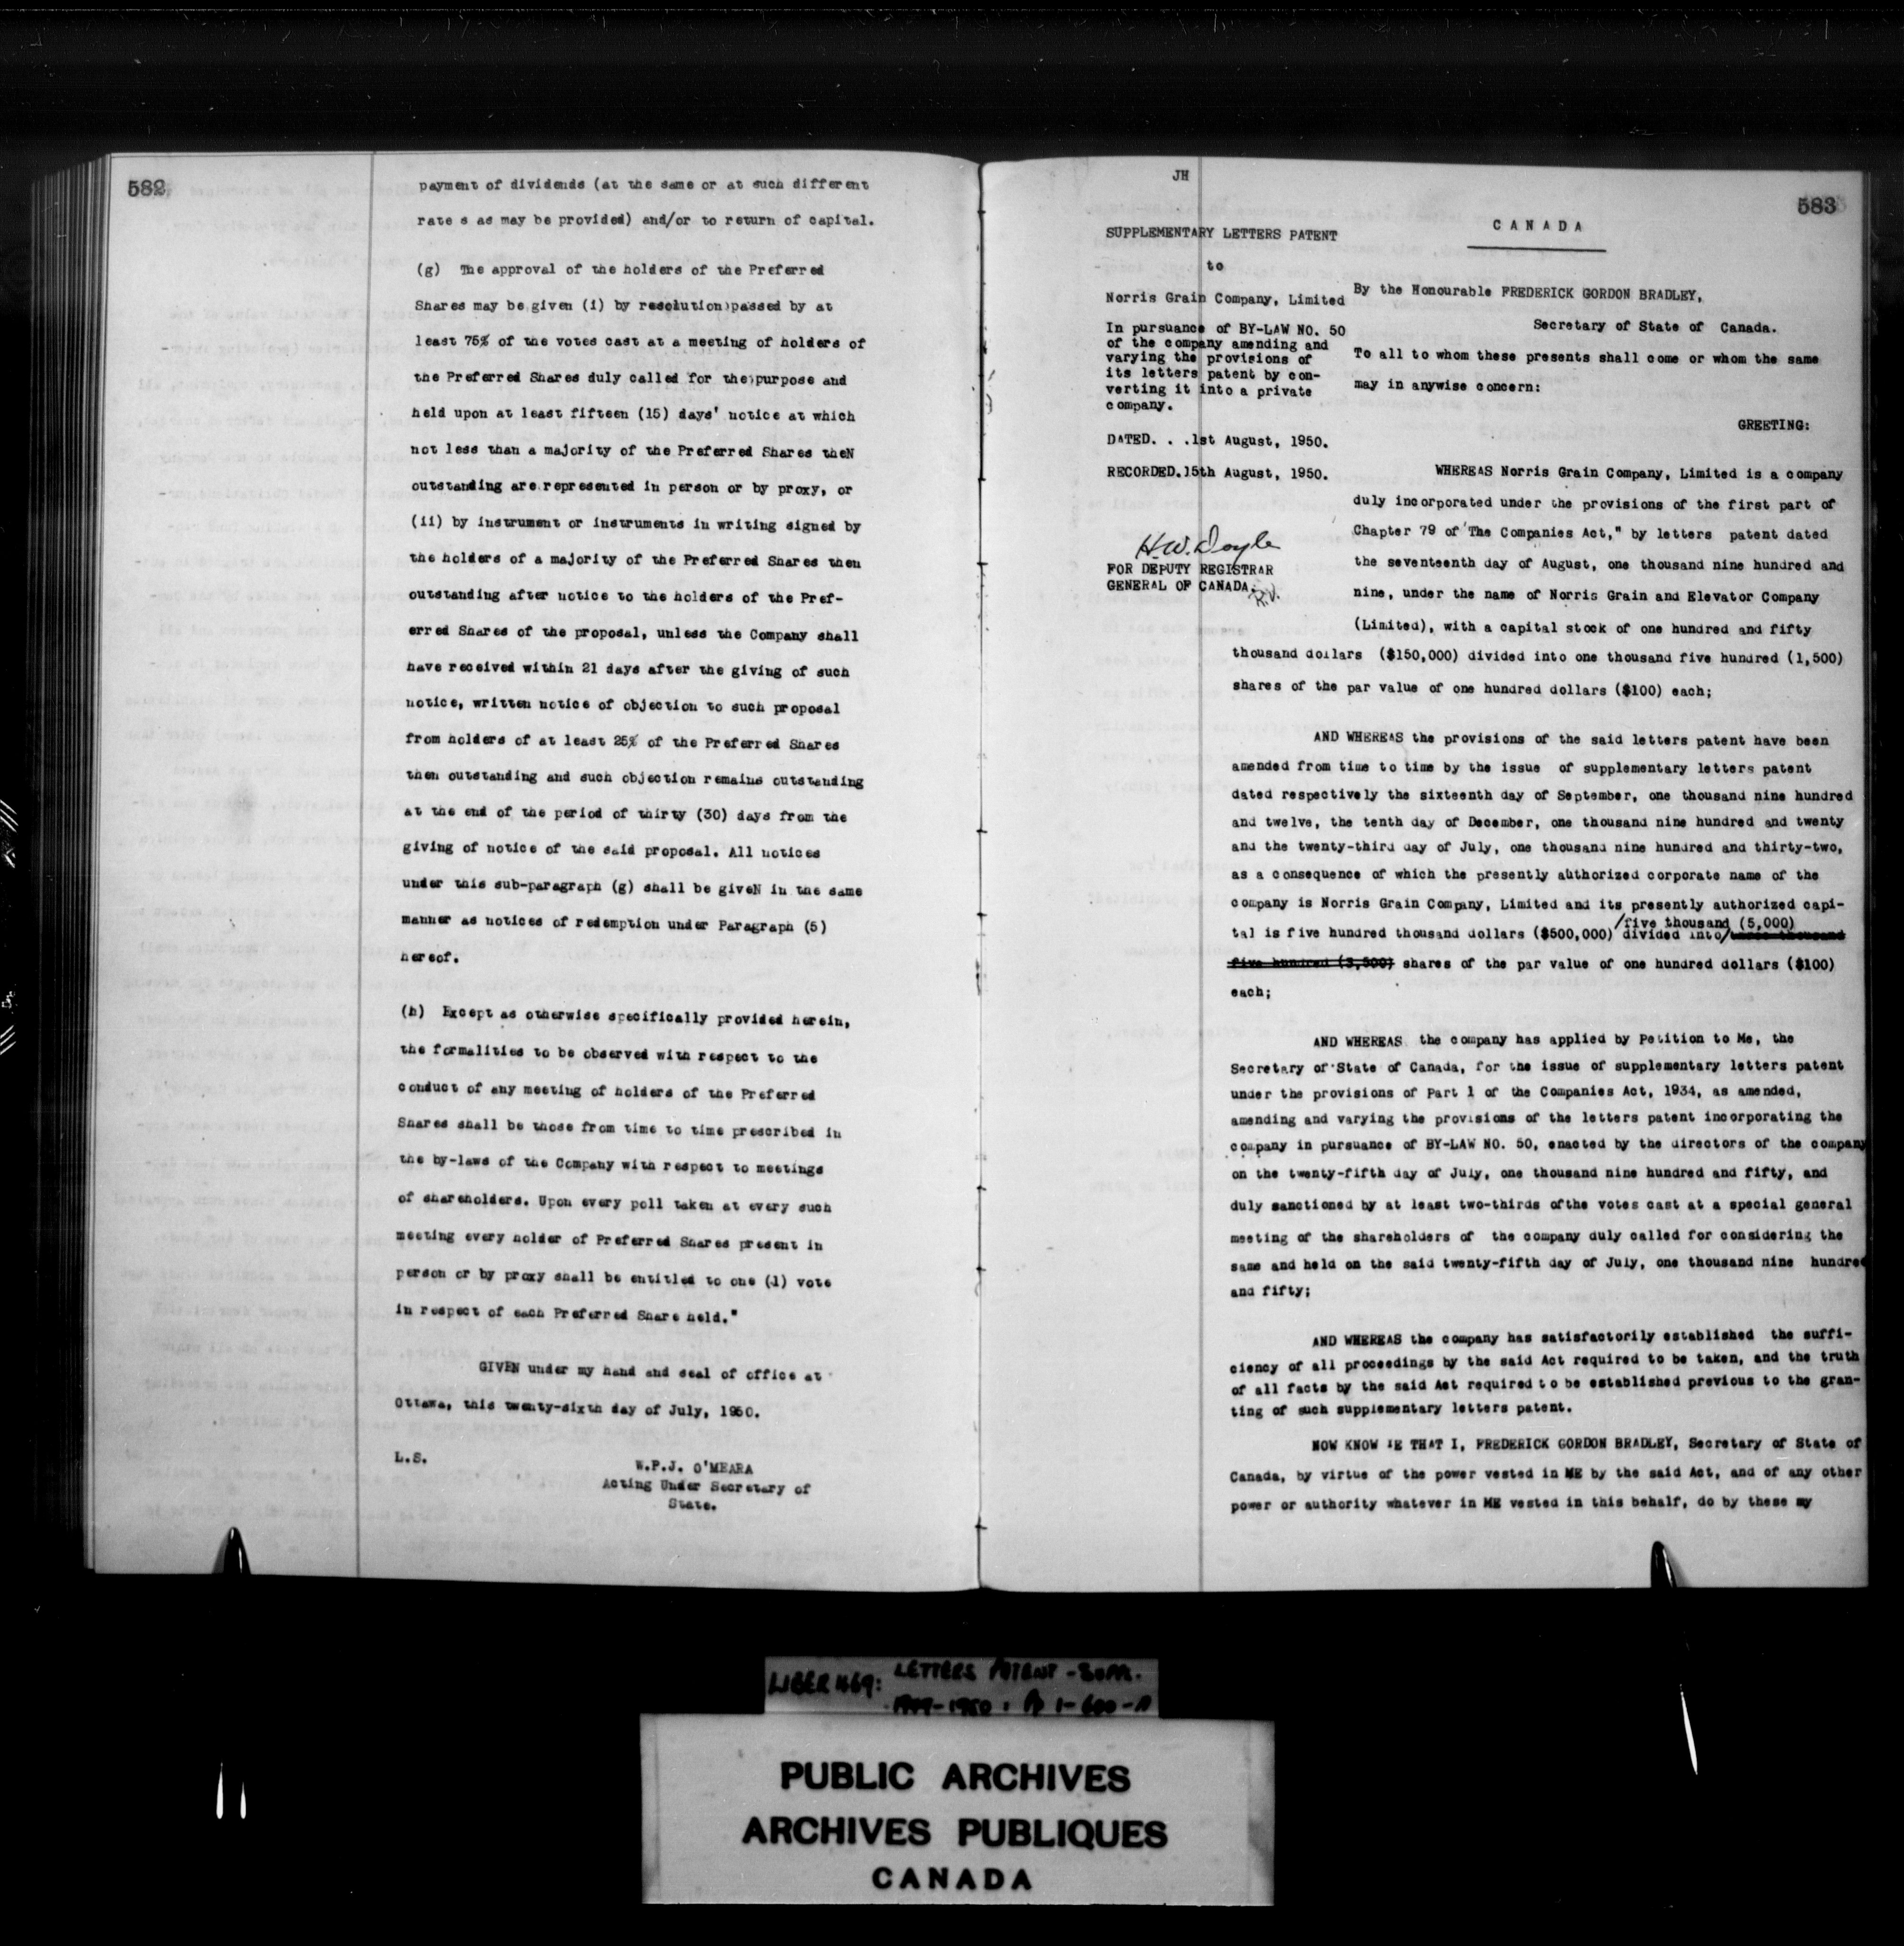 582
payment of dividends (at the same or at such different
rate s as may be provided) and/or to return of capital.
(g) The approval of the holders of the Preferred
Shares may be given (i) by resolution passed by at
least 75% of the votes cast at a meeting of holders of
the Preferred Shares duly called for the purpose and
held upon at least fifteen (15) days' notice at which
not less than a majority of the Preferred Shares theN
outstanding are represented in person or by proxy, or
(ii) by instrument or instruments in writing signed by
the holders of a majority of the Preferred Shares then
outstanding after notice to the holders of the Pref-
erred Shares of the proposal, unless the Company shall
have received within 21 days after the giving of such
notice, written notice of objection to such proposal
from holders of at least 25% of the Preferred Shares
then outstanding and such objection remains outstanding
at the end of the period of thirty (30) days from the
giving of notice of the said proposal. All notices
under this sub-paragraph (g) shall be giveN in the same
manner as notices of redemption under Paragraph (5)
hereof.
(h) Except as otherwise specifically provided herein,
the formalities to be observed with respect to the
conduct of any meeting of holders of the Preferred
Shares shall be those from time to time prescribed in
the by-laws of the Company with respect to meetings
of shareholders. Upon every poll taken at every such
meeting every holder of Preferred Shares present in
person or by proxy shall be entitled to one (1) vote
in respect of each Preferred Share held."
GIVEN under my hand and seal of office at
Ottawa, this twenty-sixth day of July, 1950.
L.S.
W.P.J. O'MEARA
Acting Under Secretary of
State.
JH
583
SUPPLEMENTARY LETTERS PATENT
to
Norris Grain Company, Limited
In pursuance of BY-LAW NO. 50
of the company amending and
varying the provisions of
its letters patent by con-
verting it into a private
company.
DATED. . .1st August, 1950.
RECORDED.15th August, 1950.
H.W. Doyle
FOR DEPUTY REGISTRAR
GENERAL OF CANADA.
R.V.
C A N A D A
By the Honourable FREDERICK GORDON BRADLEY,
Secretary of State of Canada.
To all to whom these presents shall come or whom the same
may in anywise concern:
GREETING:
WHEREAS Norris Grain Company, Limited is a company
duly incorporated under the provisions of the first part of
Chapter 79 of 'The Companies Act," by letters patent dated
the seventeenth day of August, one thousand nine hundred and
nine, under the name of Norris Grain and Elevator Company
(Limited), with a capital stock of one hundred and fifty
thousand dollars ($150,000) divided into one thousand five hundred (1,500)
shares of the par value of one hundred dollars ($100) each;
AND WHEREAS the provisions of the said letters patent have been
amended from time to time by the issue of supplementary letters patent
dated respectively the sixteenth day of September, one thousand nine hundred
and twelve, the tenth day of December, one thousand nine hundred and twenty
and the twenty-third day of July, one thousand nine hundred and thirty-two,
as a consequence of which the presently authorized corporate name of the
company is Norris Grain Company, Limited and its presently authorized capi-
/five thousand (5,000)
tal is five hundred thousand dollars ($500,000) divided into/three thousand
five hundred (3,500) shares of the par value of one hundred dollars ($100)
each;
AND WHEREAS the company has applied by Petition to Me, the
Secretary of State of Canada, for the issue of supplementary letters patent
under the provisions of Part 1 of the Companies Act, 1934, as amended,
amending and varying the provisions of the letters patent incorporating the
company in pursuance of BY-LAW NO. 50, enacted by the directors of the company
on the twenty-fifth day of July, one thousand nine hundred and fifty, and
duly sanctioned by at least two-thirds ofthe votes cast at a special general
meeting of the shareholders of the company duly called for considering the
same and held on the said twenty-fifth day of July, one thousand nine hundred
and fifty;
AND WHEREAS the company has satisfactorily established the suffi-
ciency of all proceedings by the said Act required to be taken, and the truth
of all facts by the said Act required to be established previous to the gran-
ting of such supplementary letters patent.
NOW KNOW YE THAT I, FREDERICK GORDON BRADLEY, Secretary of State of
Canada, by virtue of the power vested in ME by the said Act, and of any other
power or authority whatever in ME vested in this behalf, do by these my
LIBER 469: LETTERS PATENT - SUPP.
1949-1950 : P 1-600-A
PUBLIC ARCHIVES
ARCHIVES PUBLIQUES
CANADA